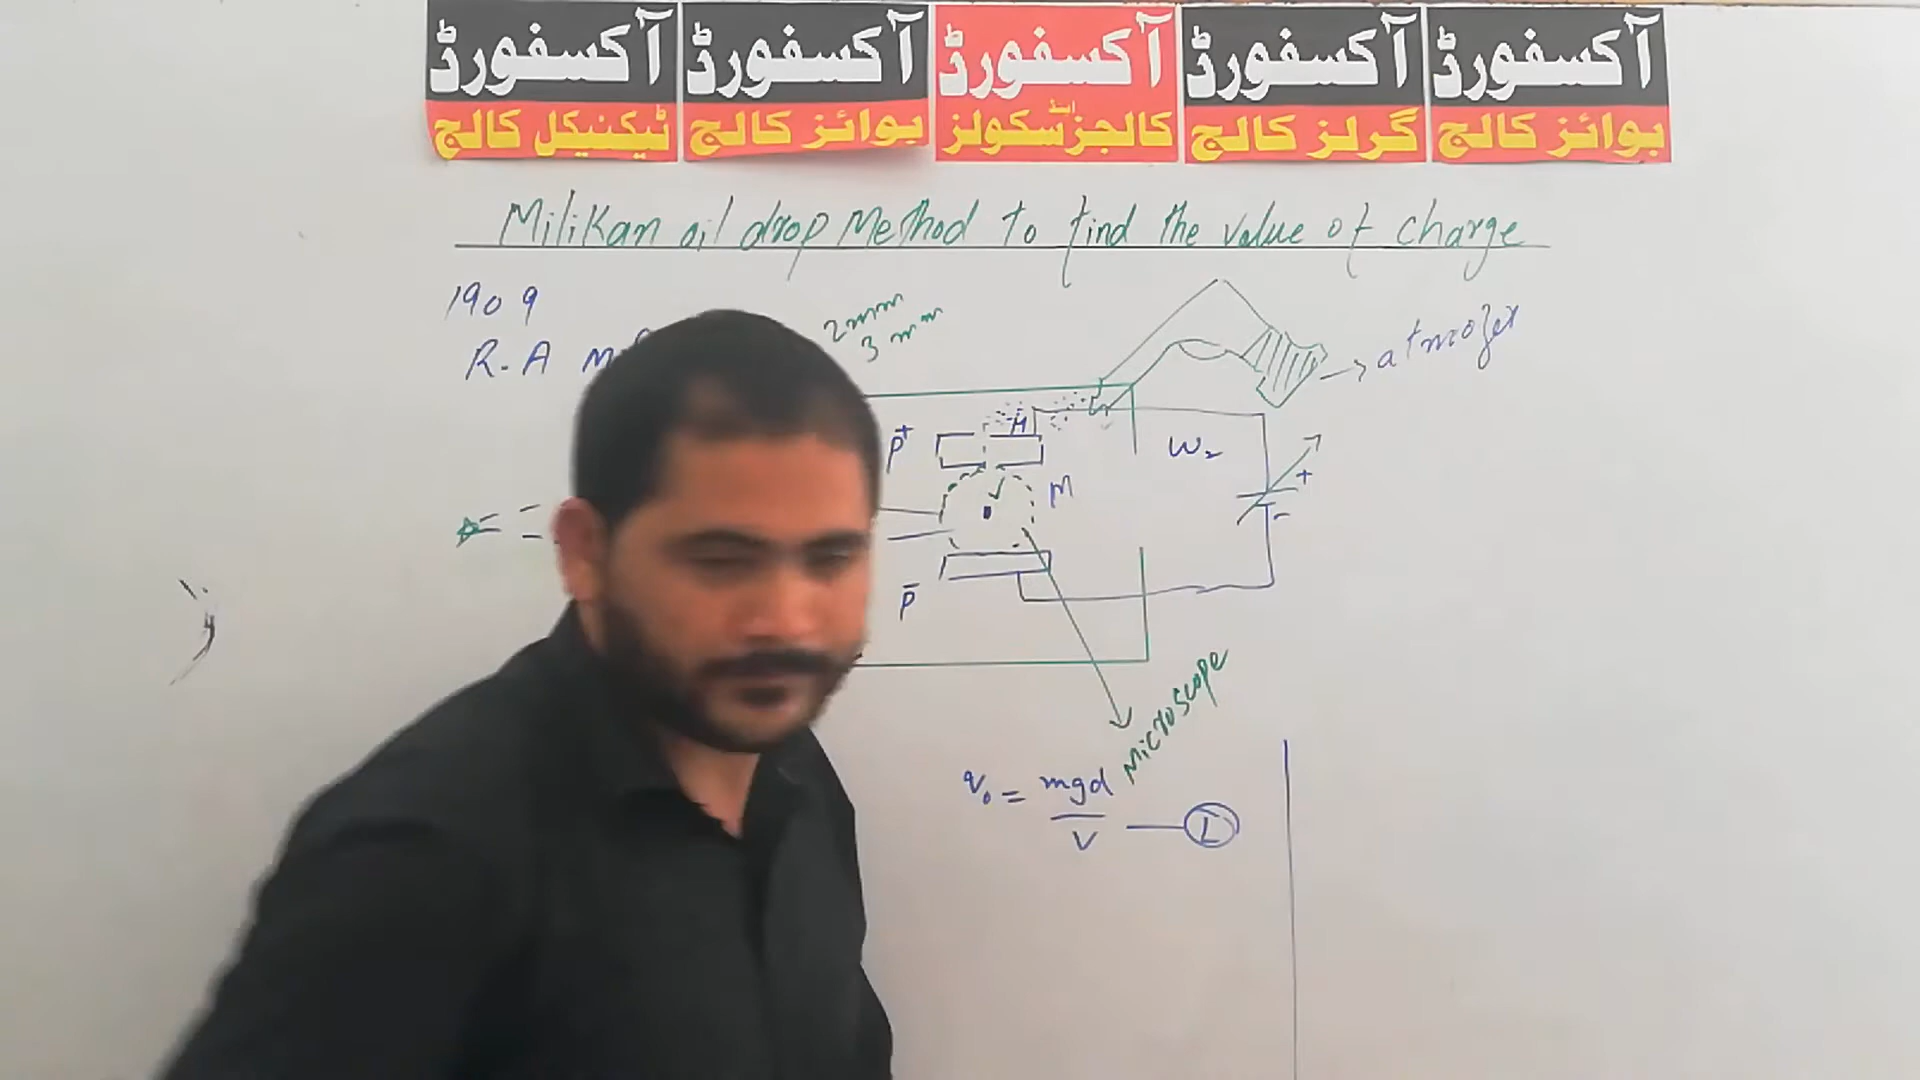 آکسفورڈ آکسفورڈ آکسفورڈ آکسفورڈ آکسفورڈ
بوائز کالج گرلز کالج کالجز اینڈ سکولز بوائز کالج ٹیکنیکل کالج
Milikan oil drop Method to find the value of charge
1909
R.A
2mm
3mm
atmozer
H
P+
W2
M
+
-
P-
Microscope
q0 = mgd / V — 1